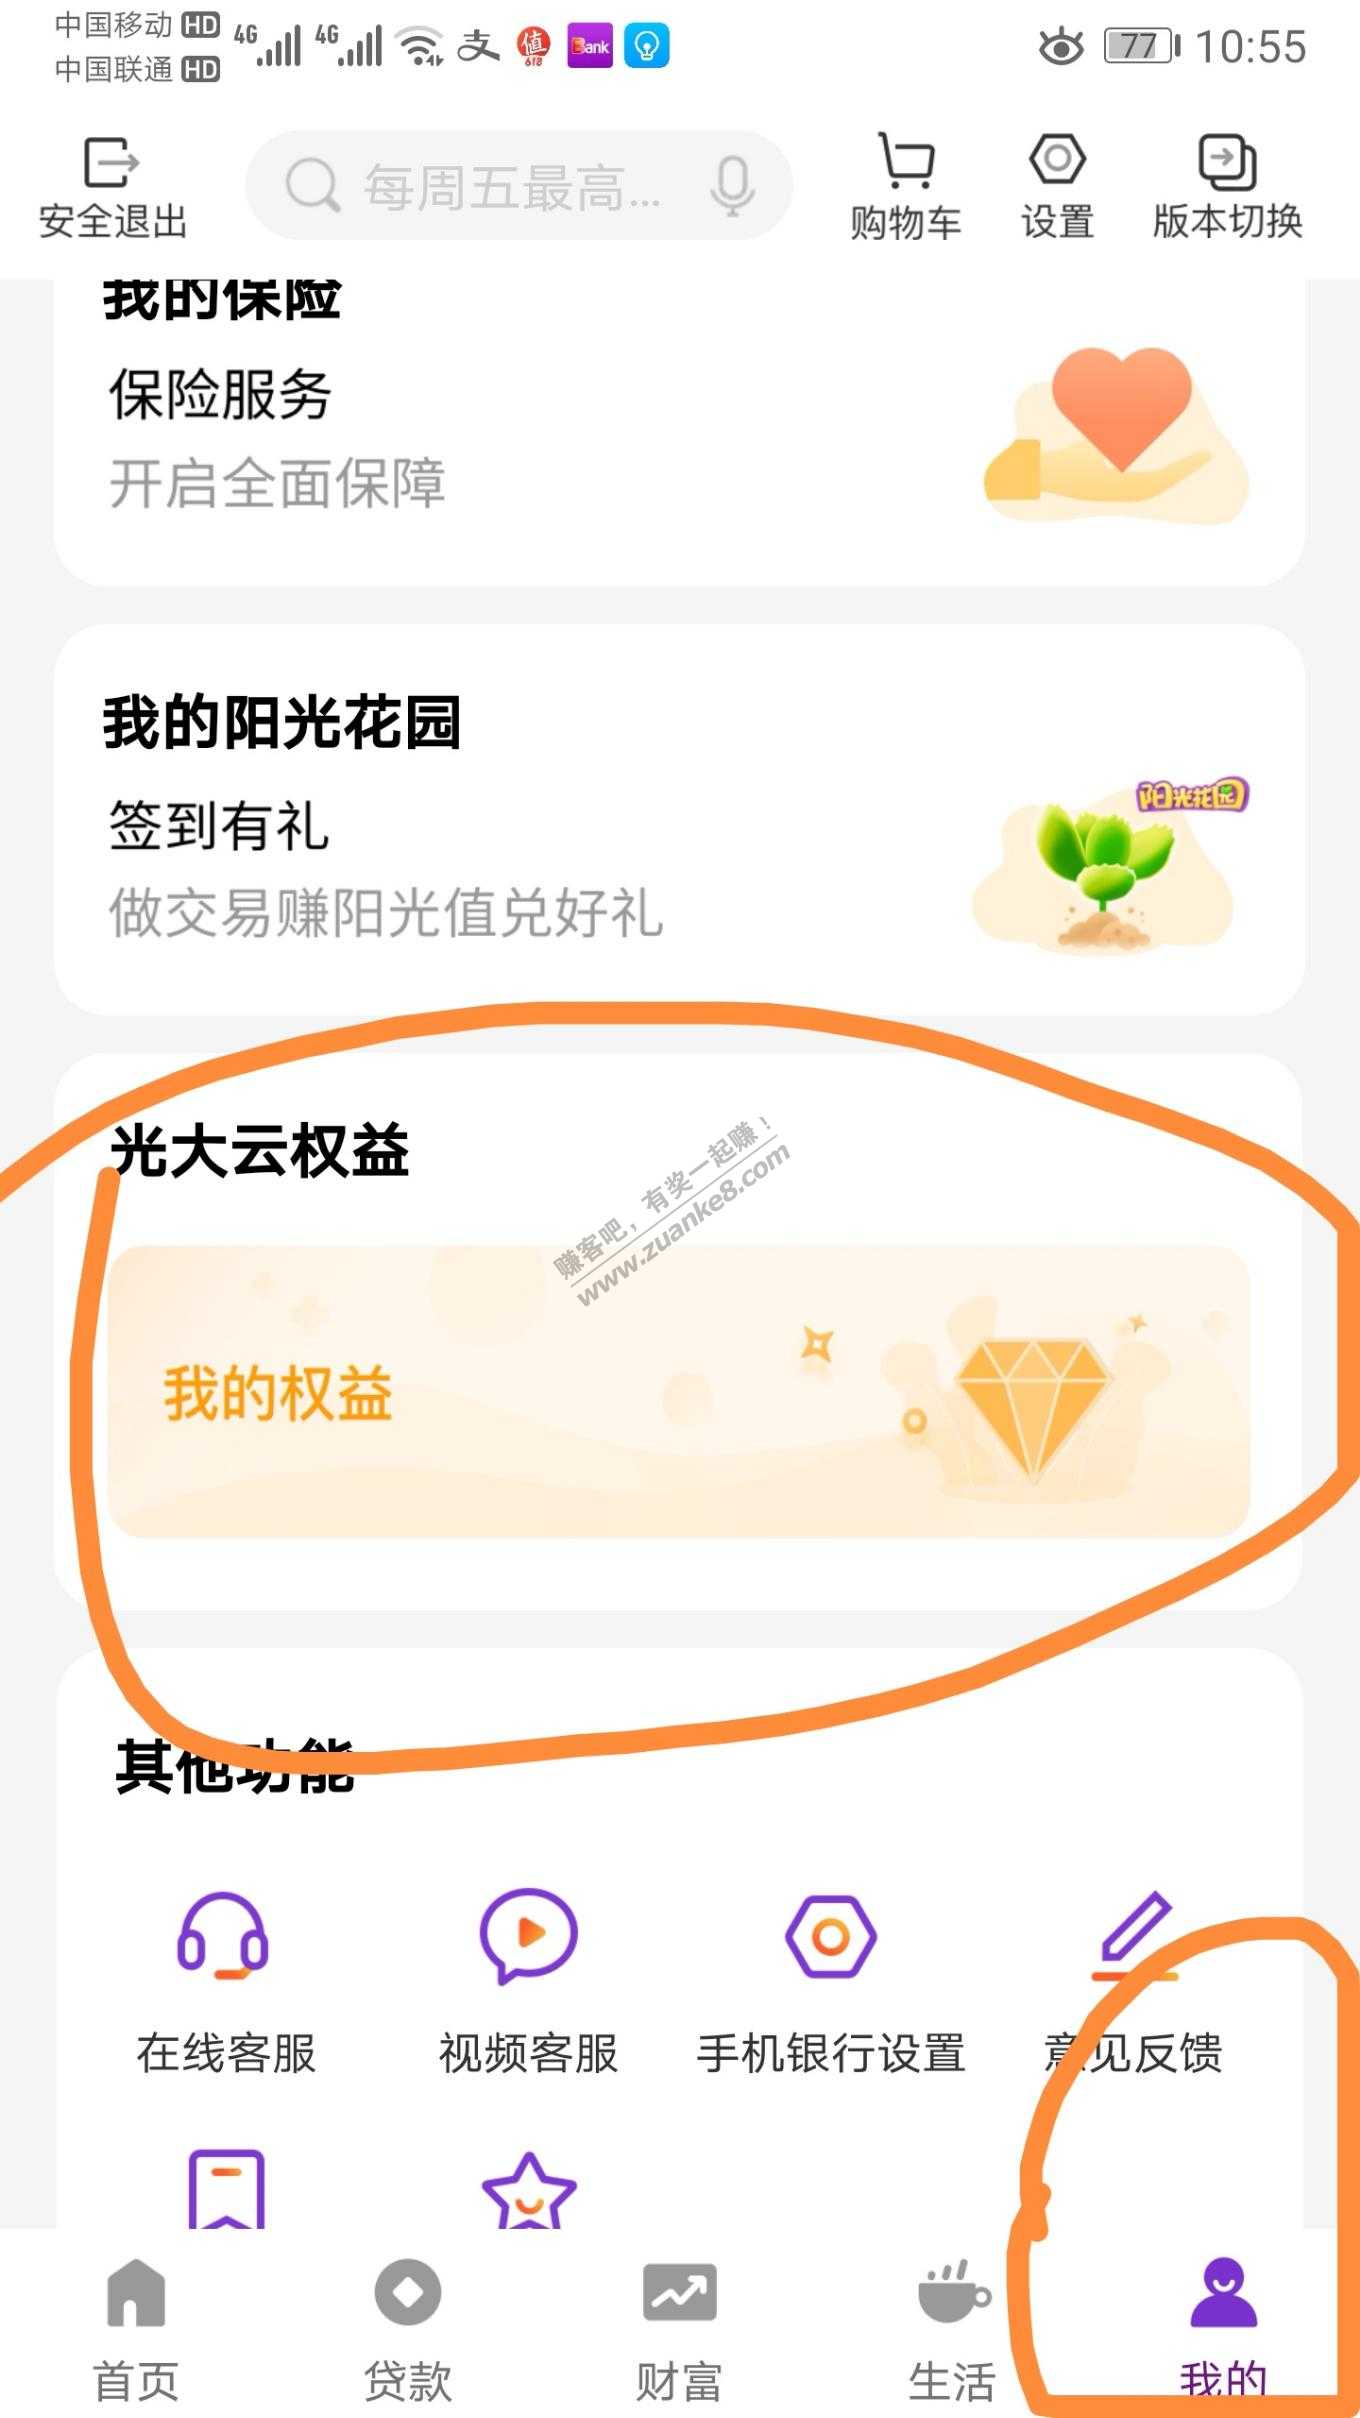 中国移动 HD 4G 4G 支 值 618 Bank 77 10:55
中国联通 HD
每周五最高...
安全退出 购物车 设置 版本切换
我的保险
保险服务
开启全面保障
我的阳光花园
阳光花园
签到有礼
做交易赚阳光值兑好礼
光大云权益
赚客吧，有奖一起赚！
www.zuanke8.com
我的权益
其他功能
在线客服 视频客服 手机银行设置 意见反馈
首页 贷款 财富 生活 我的